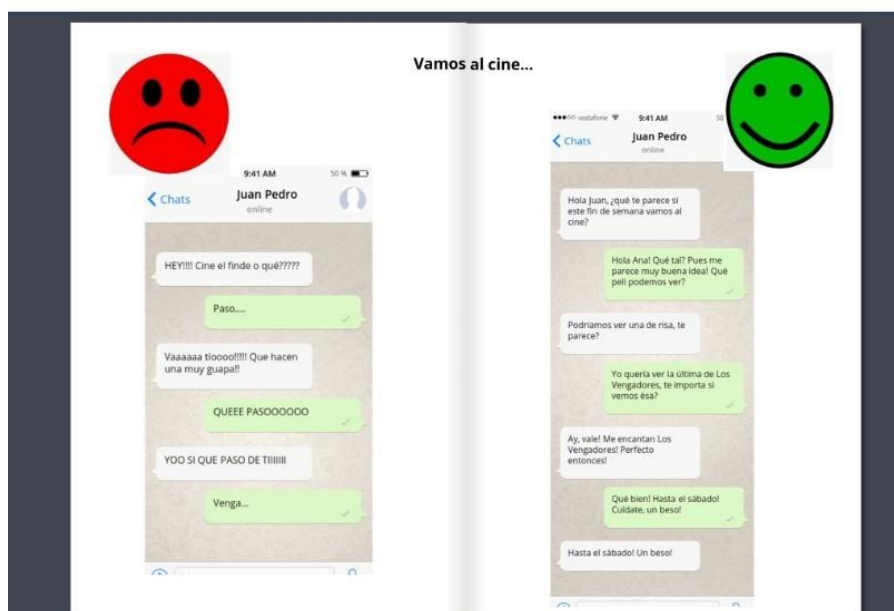 Vamos al cine...
9:41 AM
50 %
Chats
Juan Pedro
online
HEY!!!! Cine el finde o qué?????
Paso....
Vaaaaaa tioooo!!!!! Que hacen
una muy guapa!!
QUEEE PASOOOOOO
YOO SI QUE PASO DE TIIIIIII
Venga...
vodafone
9:41 AM
50
Chats
Juan Pedro
online
Hola Juan, ¿qué te parece si
este fin de semana vamos al
cine?
Hola Ana! Qué tal? Pues me
parece muy buena idea! Qué
peli podemos ver?
Podríamos ver una de risa, te
parece?
Yo quería ver la última de Los
Vengadores, te importa si
vemos ésa?
Ay, vale! Me encantan Los
Vengadores! Perfecto
entonces!
Qué bien! Hasta el sábado!
Cuídate, un beso!
Hasta el sábado! Un beso!